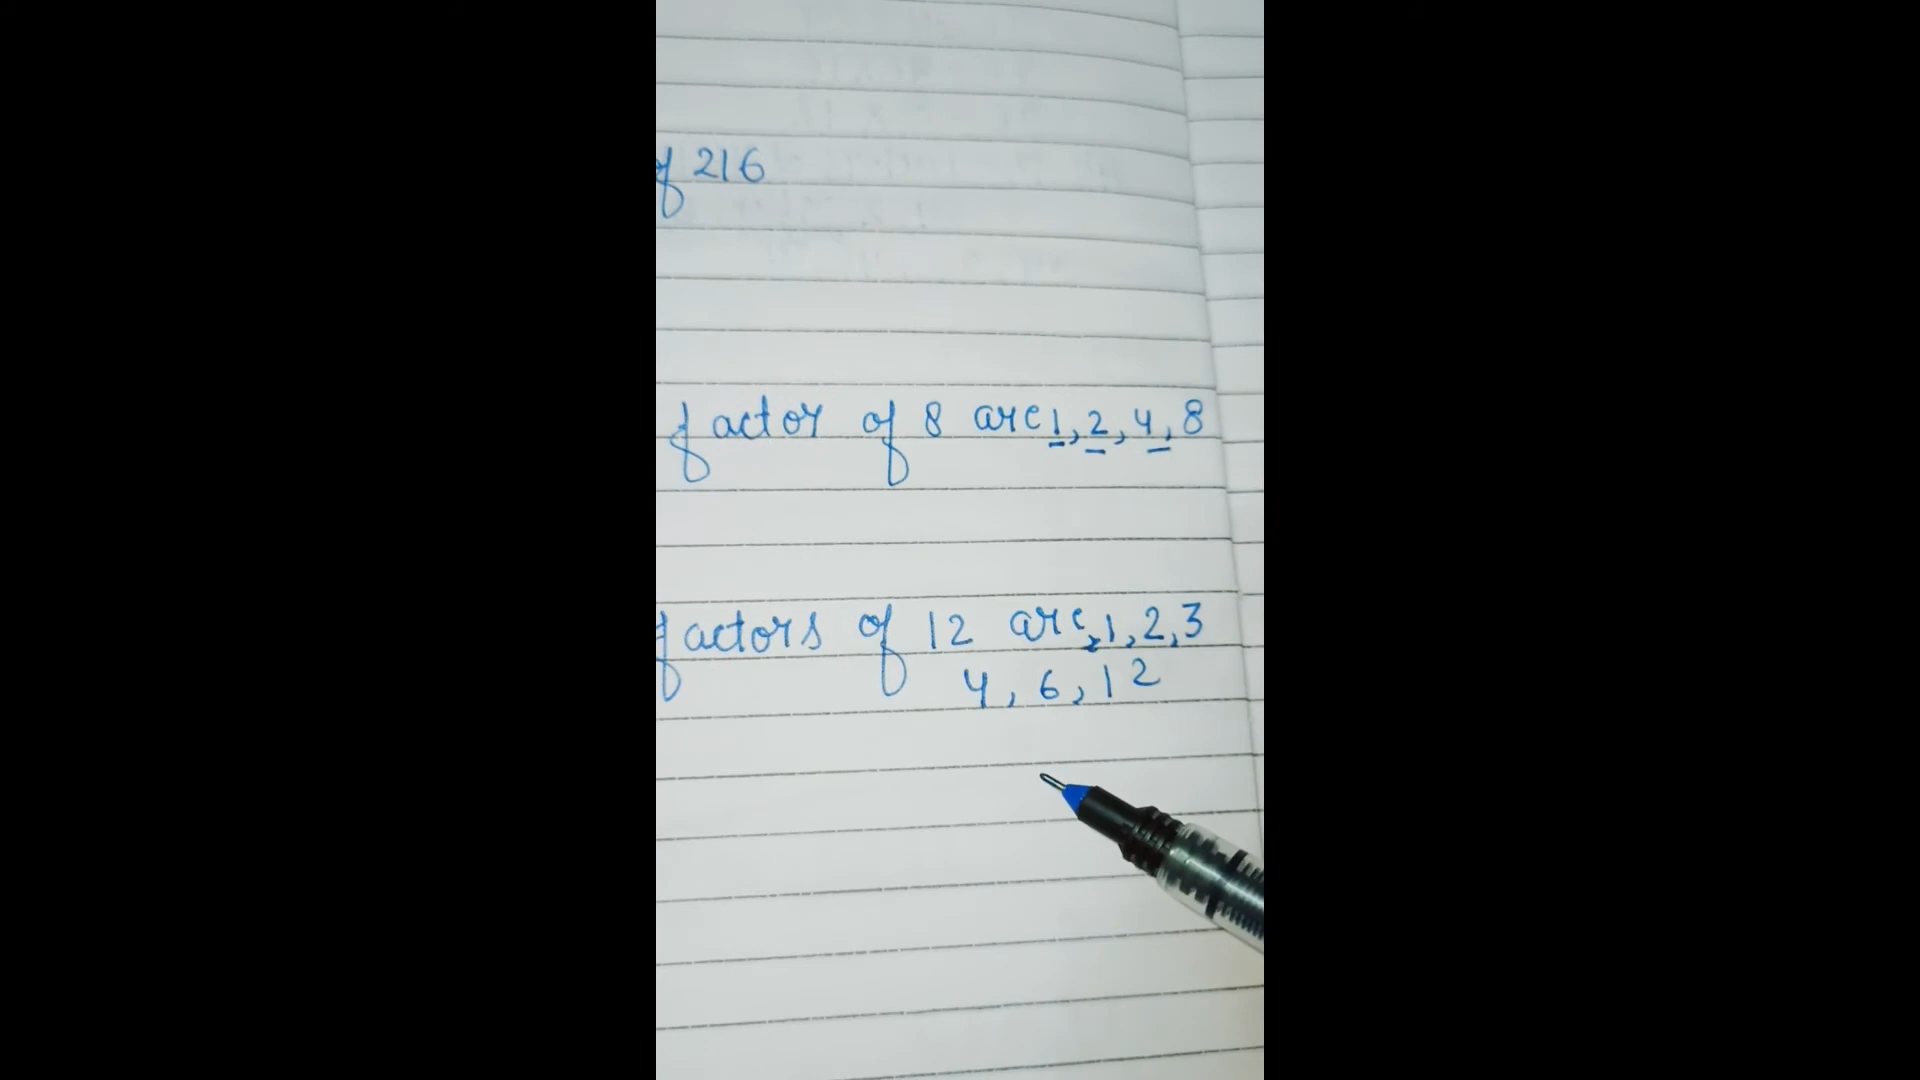 of 216
factor of 8 are 1, 2, 4, 8
factors of 12 are, 1, 2, 3
4, 6, 12